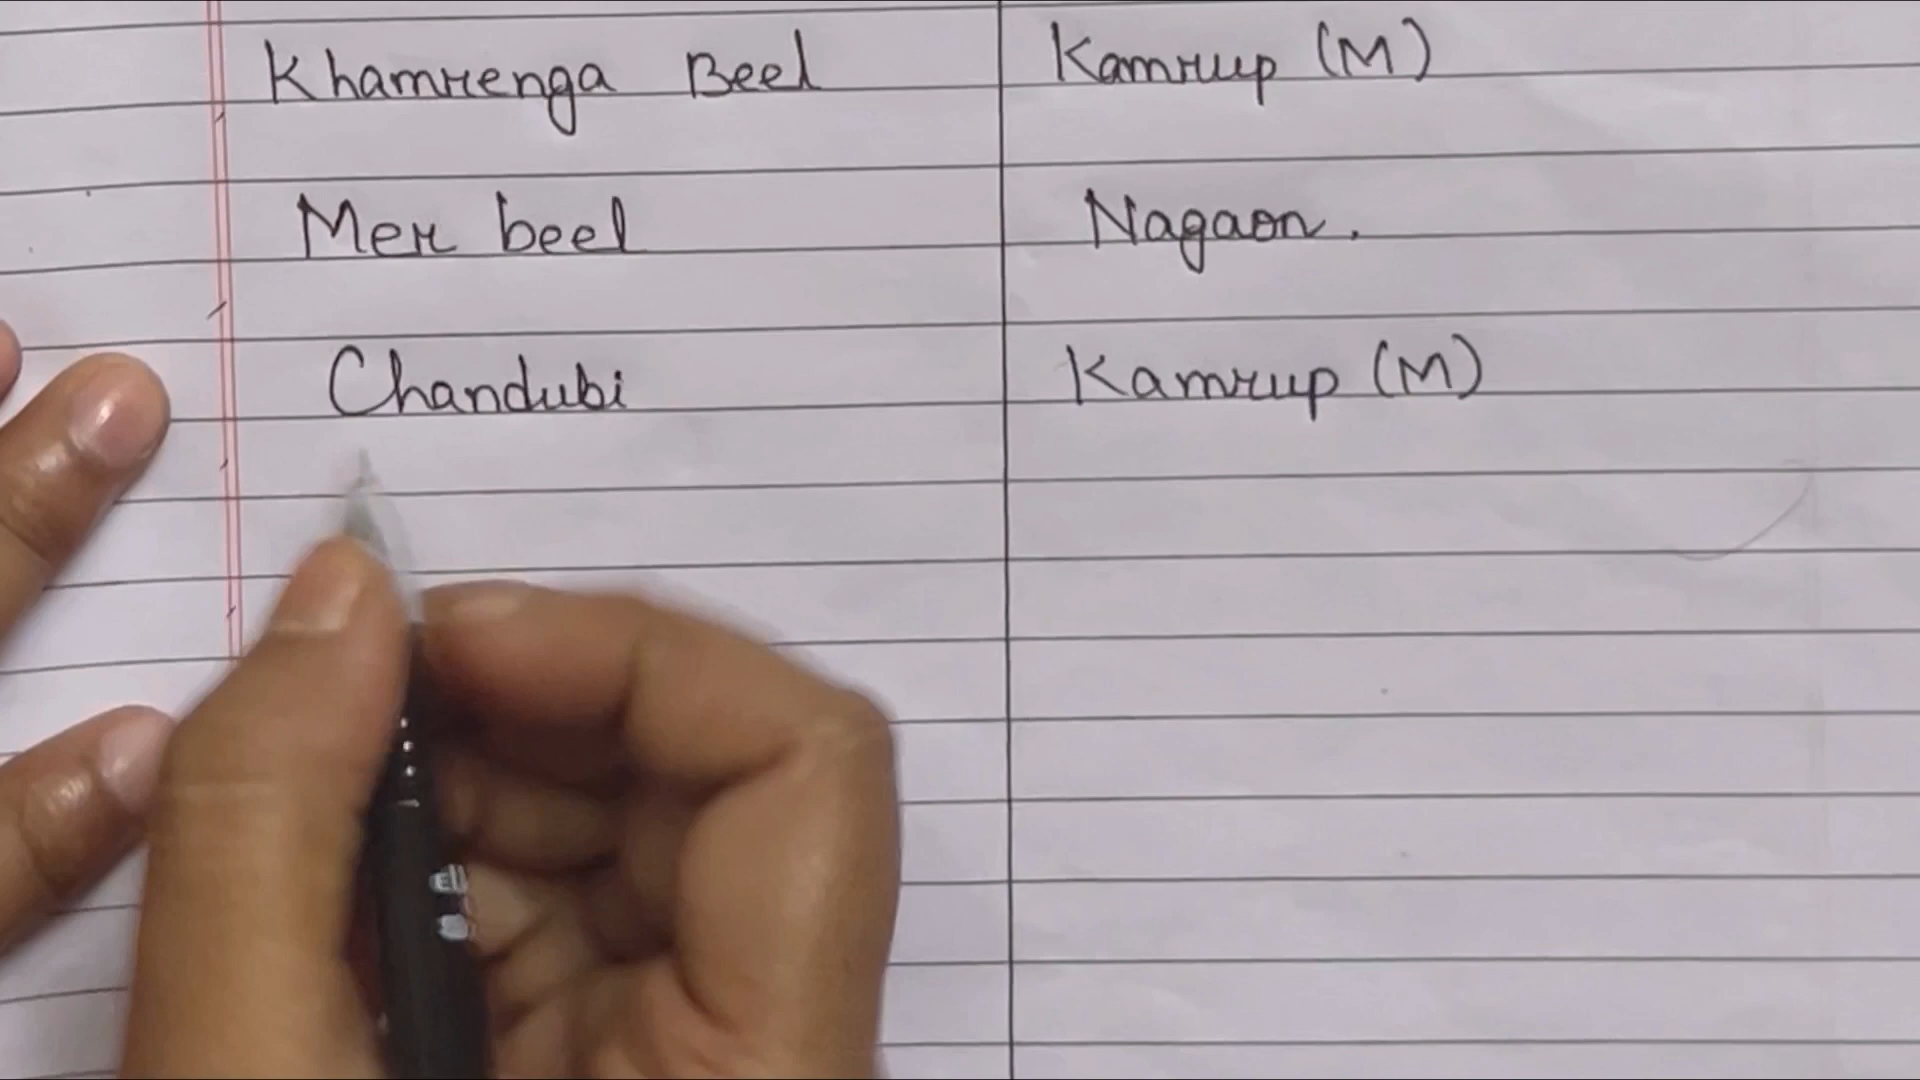 Khamrenga Beel Kamrup (M)
Mer beel Nagaon.
Chandubi Kamrup (M)